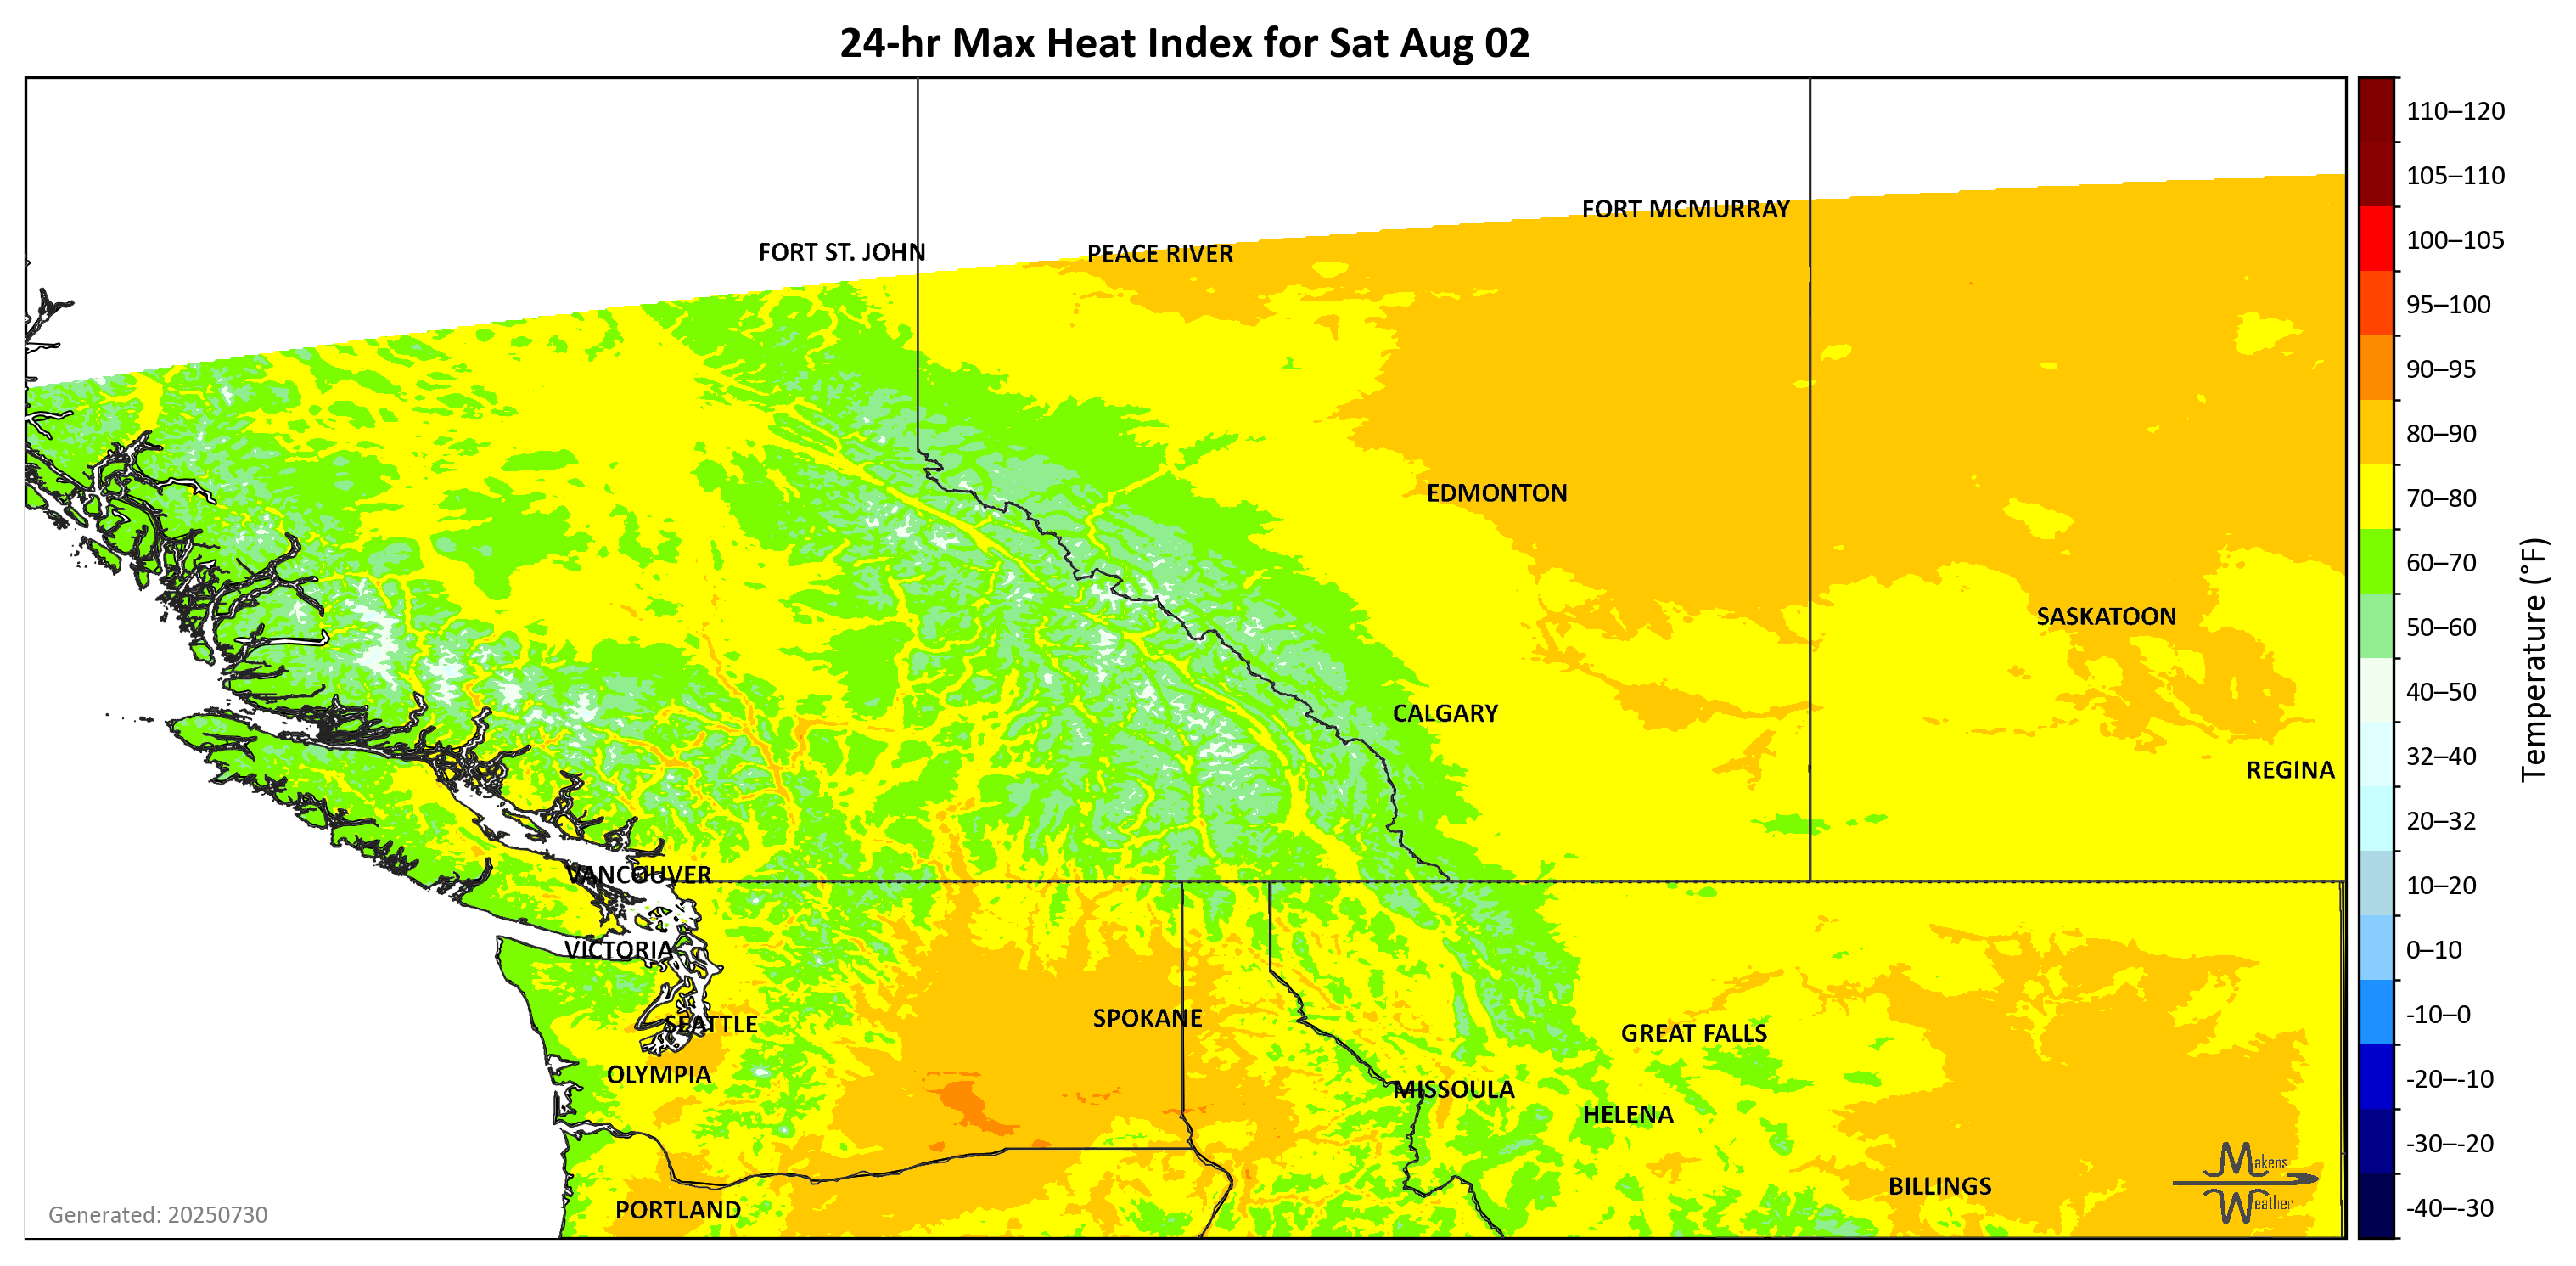 24-hr Max Heat Index for Sat Aug 02
110–120
105–110
FORT MCMURRAY
100–105
FORT ST. JOHN
PEACE RIVER
95–100
90–95
80–90
EDMONTON
70–80
60–70
SASKATOON
50–60
Temperature (°F)
40–50
CALGARY
32–40
REGINA
20–32
VANCOUVER
10–20
VICTORIA
0–10
SEATTLE
SPOKANE
-10–0
GREAT FALLS
OLYMPIA
-20–-10
MISSOULA
HELENA
-30–-20
Makens
Weather
BILLINGS
-40–-30
PORTLAND
Generated: 20250730